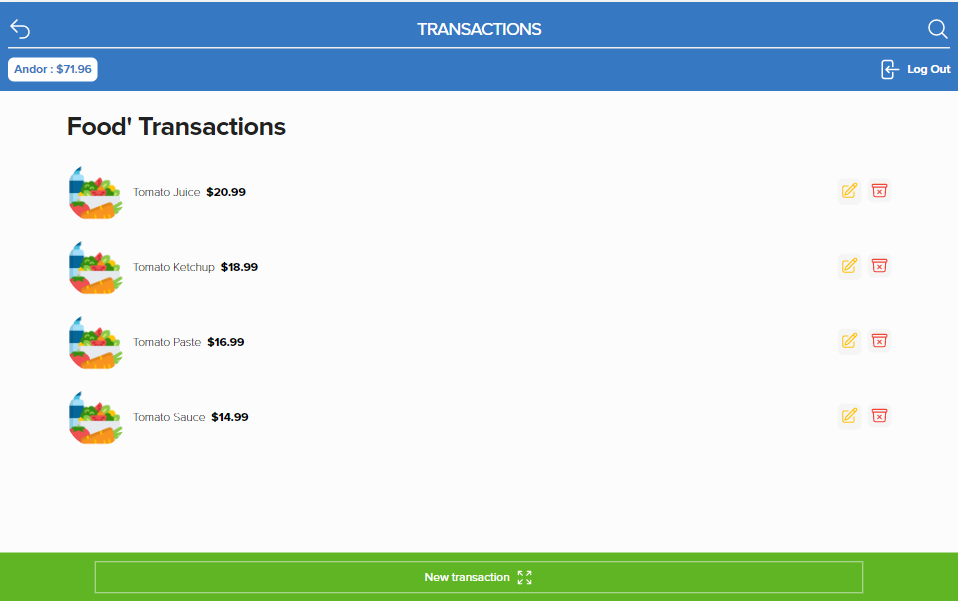 TRANSACTIONS
Andor : $71.96
Log Out
Food' Transactions
Tomato Juice $20.99
Tomato Ketchup $18.99
Tomato Paste $16.99
Tomato Sauce $14.99
New transaction